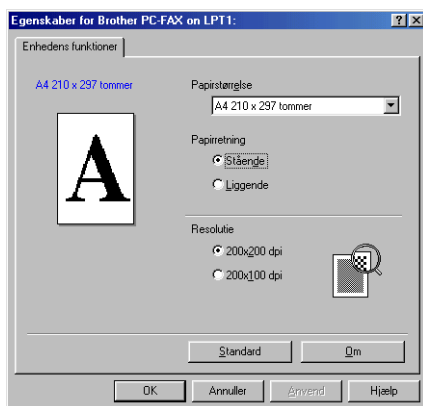 Egenskaber for Brother PC-FAX on LPT1:
Enhedens funktioner
A4 210 x 297 tommer
Papirstørrelse
A4 210 x 297 tommer
A
Papirretning
Stående
Liggende
Resolutie
200x200 dpi
200x100 dpi
Standard
Om
OK
Annuller
Anvend
Hjælp